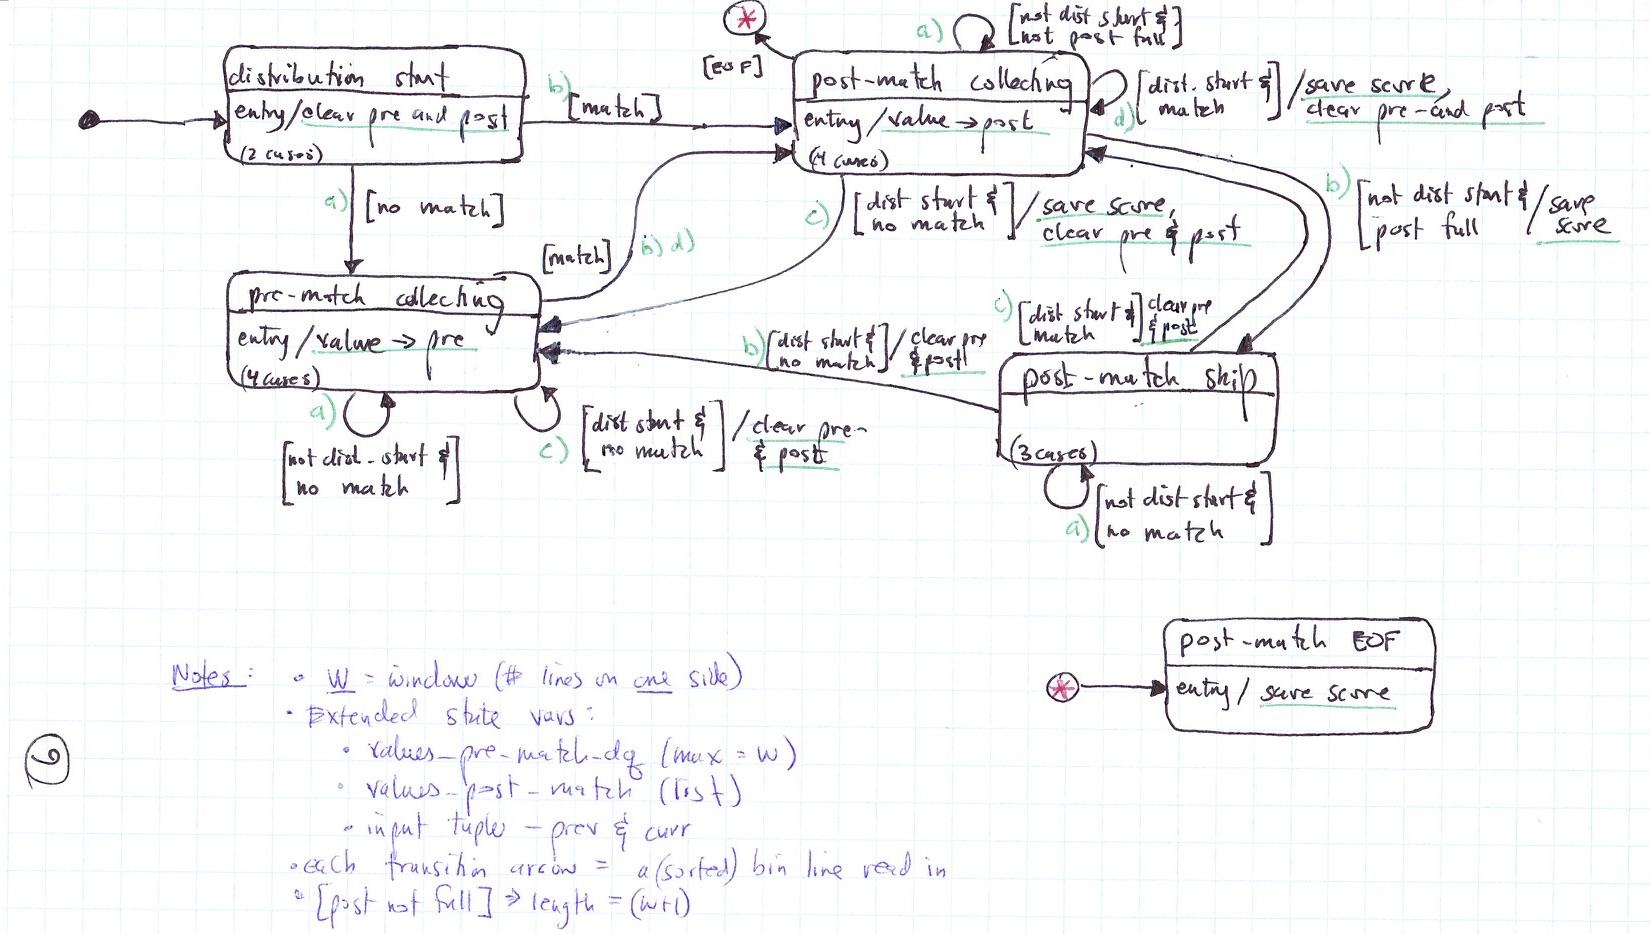 distribution start
entry/clear pre and post
(2 cases)
b)
[match]
a)
[no match]
[EOF]
*
a)
[not dist start &
not post full]
post-match collecting
entry/value → post
(4 cases)
d)
[dist. start &
match] / save score,
clear pre-and post
c)
[dist start &
no match] / save score,
clear pre & post
b)
[not dist start &
post full] / save
score
[match]
b) d)
pre-match collecting
entry/value → pre
(4 cases)
a)
[not dist. start &
no match]
c)
[dist start &
no match] / clear pre-
& post
b)
[dist start &
no match] / clear pre
& post
c)
[dist start &
match] clear pre
& post
post-match skip
(3 cases)
a)
[not dist start &
no match]
post-match EOF
entry/ save score
*
Notes:
• W = window (# lines on one side)
• Extended state vars:
• values_pre_match_dq (max = W)
• values_post_match (list)
• input tuple - prev & curr
• each transition arrow = a (sorted) bin line read in
• [post not full] ⇒ length = (w+1)
9